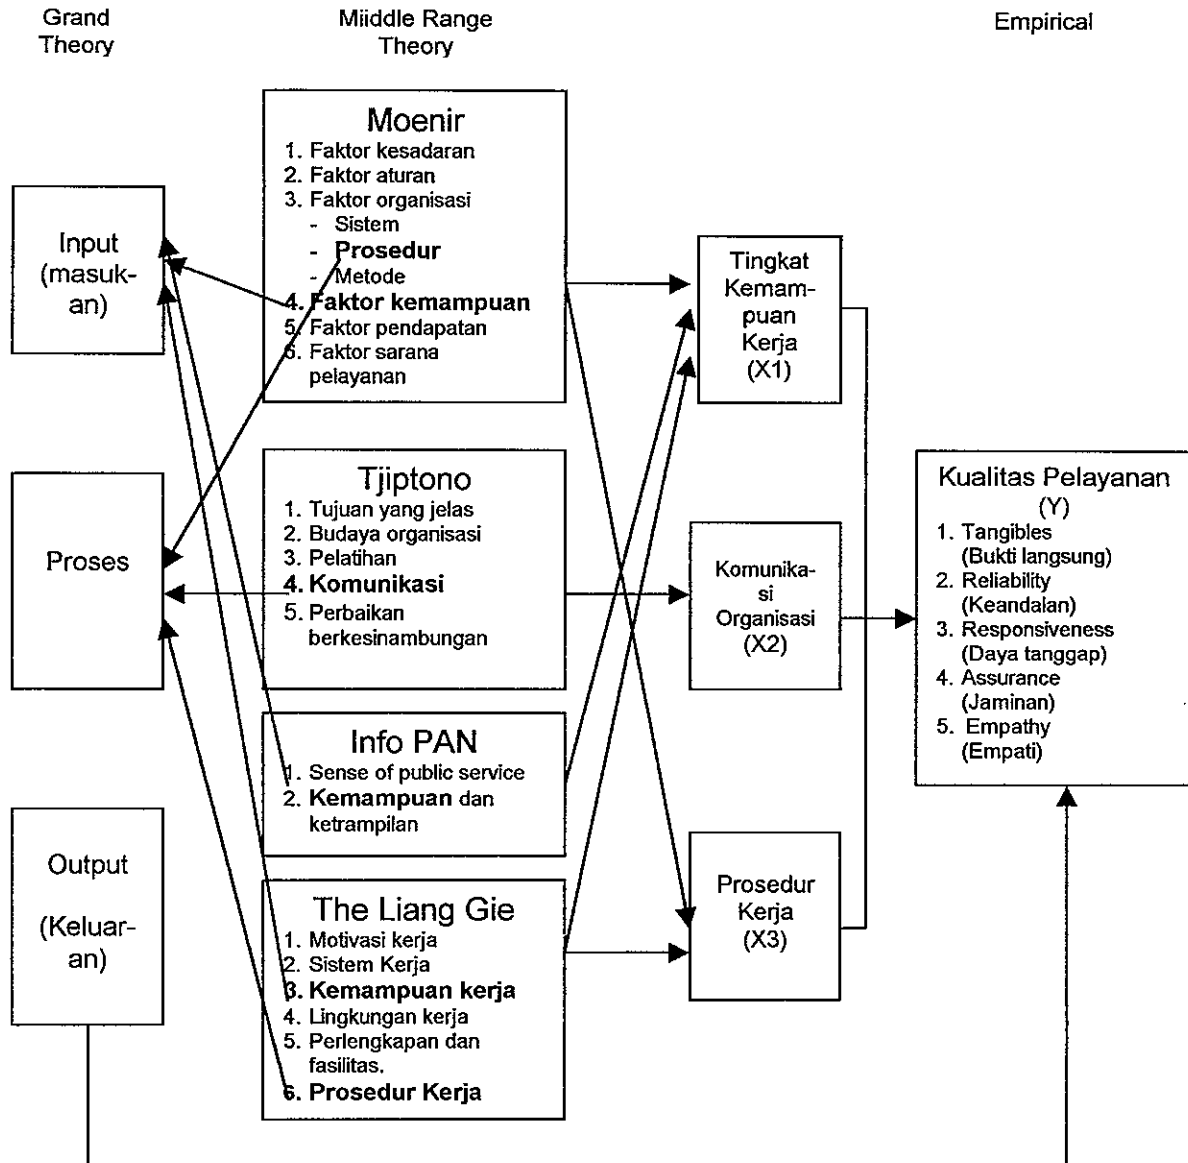 Grand
Theory
Miiddle Range
Theory
Empirical
Input
(masuk-
an)
Proses
Output
(Keluar-
an)
Moenir
1. Faktor kesadaran
2. Faktor aturan
3. Faktor organisasi
- Sistem
- Prosedur
- Metode
4. Faktor kemampuan
5. Faktor pendapatan
6. Faktor sarana
pelayanan
Tjiptono
1. Tujuan yang jelas
2. Budaya organisasi
3. Pelatihan
4. Komunikasi
5. Perbaikan
berkesinambungan
Info PAN
1. Sense of public service
2. Kemampuan dan
ketrampilan
The Liang Gie
1. Motivasi kerja
2. Sistem Kerja
3. Kemampuan kerja
4. Lingkungan kerja
5. Perlengkapan dan
fasilitas.
6. Prosedur Kerja
Tingkat
Kemam-
puan
Kerja
(X1)
Komunika-
si
Organisasi
(X2)
Prosedur
Kerja
(X3)
Kualitas Pelayanan
(Y)
1. Tangibles
(Bukti langsung)
2. Reliability
(Keandalan)
3. Responsiveness
(Daya tanggap)
4. Assurance
(Jaminan)
5. Empathy
(Empati)